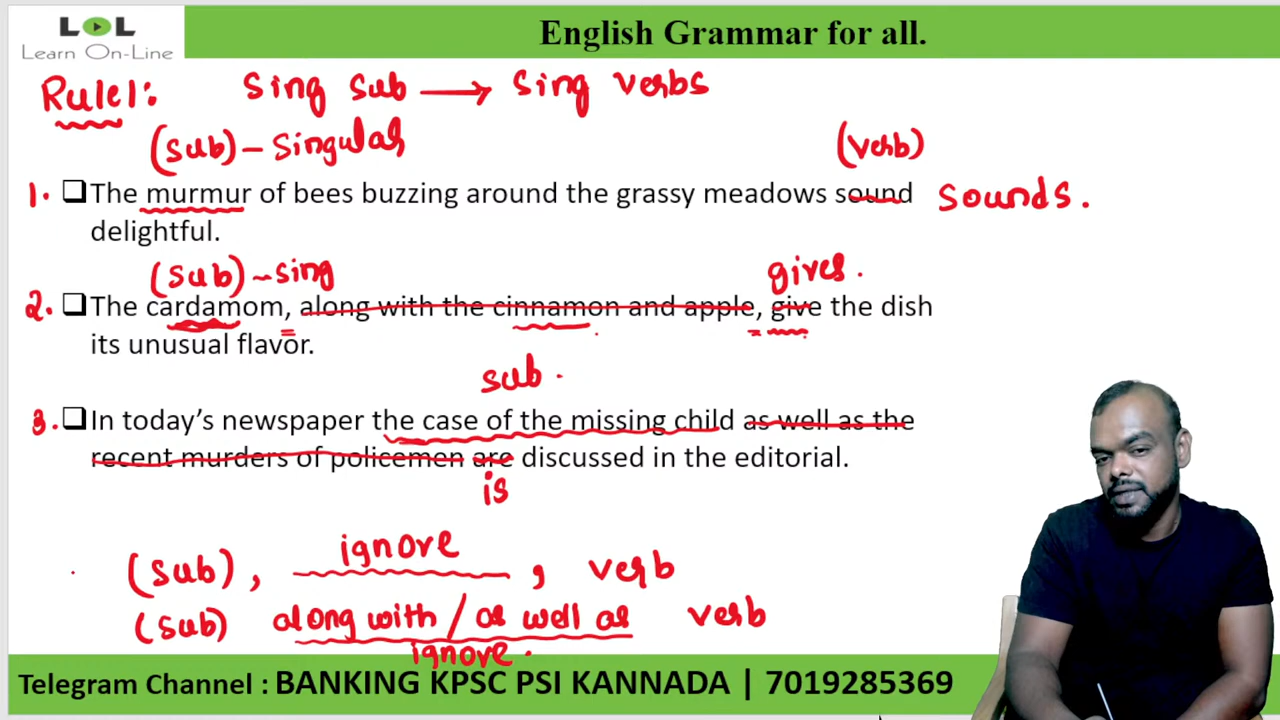 LOL
Learn On-Line
English Grammar for all.
Rule1: Sing sub → Sing verbs
(sub) – Singular
(verb)
1. The murmur of bees buzzing around the grassy meadows sound sounds.
delightful.
(sub) – sing
gives.
2. The cardamom, along with the cinnamon and apple, give the dish
its unusual flavor.
sub.
3. In today's newspaper the case of the missing child as well as the
recent murders of policemen are discussed in the editorial.
is
(sub), ignore, verb
(sub) along with / as well as verb
ignore.
Telegram Channel : BANKING KPSC PSI KANNADA | 7019285369